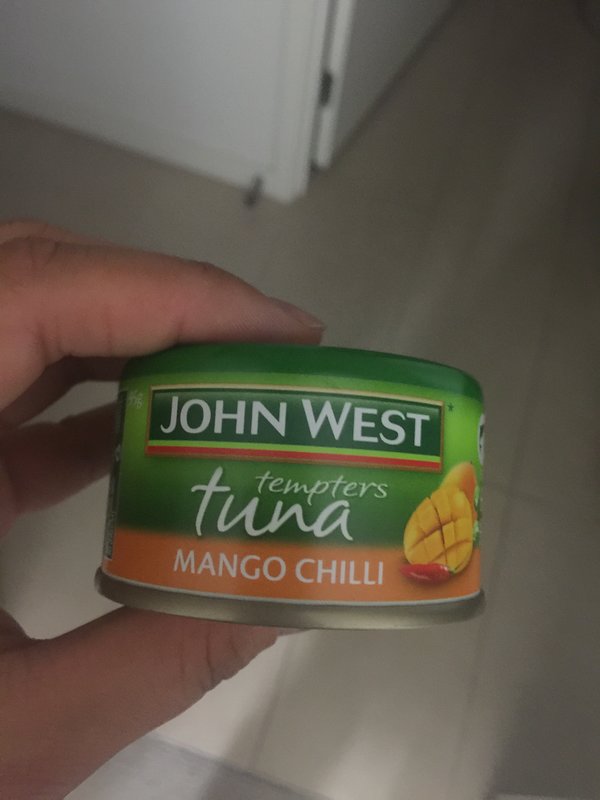 JOHN WEST
tempters
tuna
MANGO CHILLI